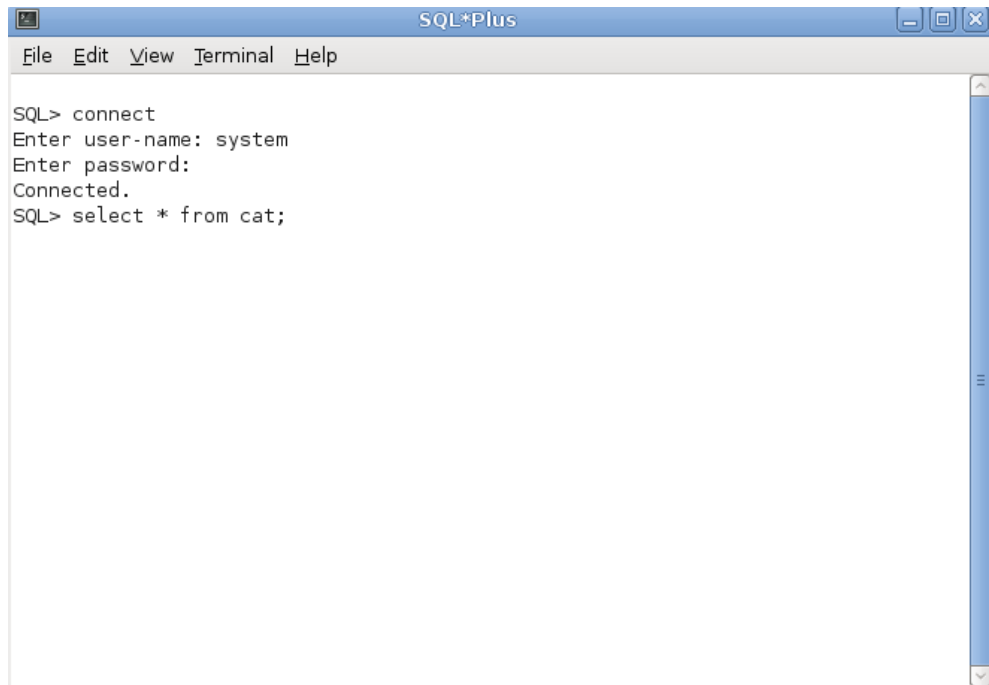 SQL*Plus
File Edit View Terminal Help
SQL> connect
Enter user-name: system
Enter password:
Connected.
SQL> select * from cat;